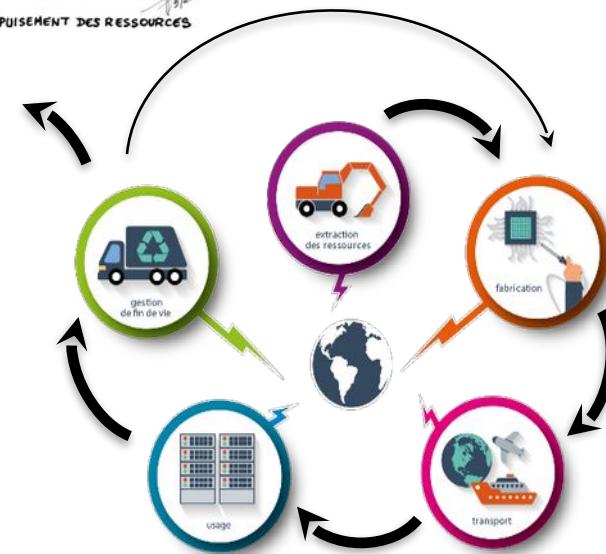 PUISEMENT DES RESSOURCES
extraction
des ressources
fabrication
gestion
de fin de vie
usage
transport